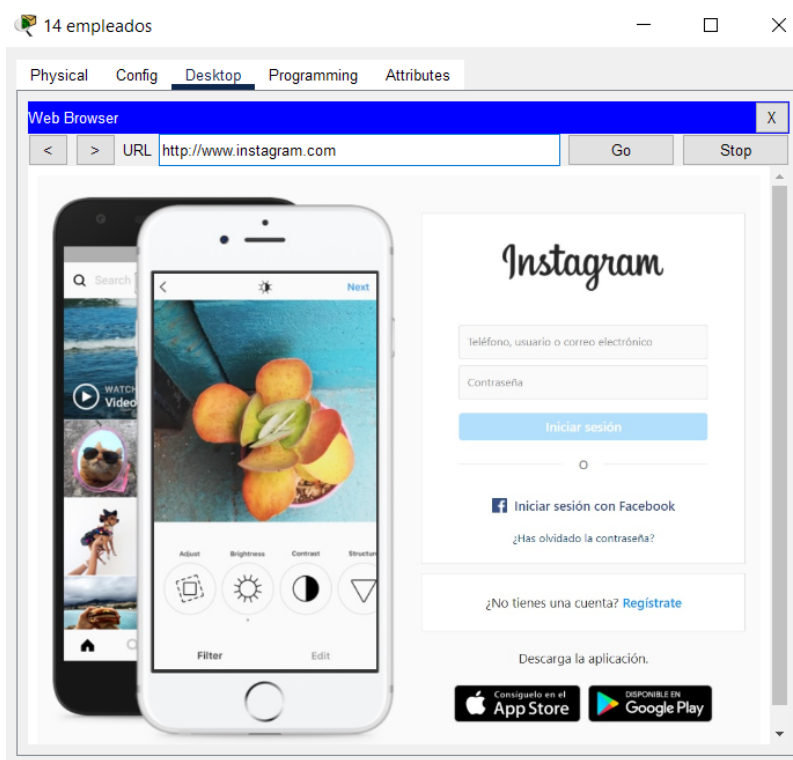 14 empleados
Physical Config Desktop Programming Attributes
Web Browser X
< > URL http://www.instagram.com Go Stop
Search
Next
WATCH
Video
Adjust Brightness Contrast Structure
Filter Edit
Instagram
Teléfono, usuario o correo electrónico
Contraseña
Iniciar sesión
O
Iniciar sesión con Facebook
¿Has olvidado la contraseña?
¿No tienes una cuenta? Regístrate
Descarga la aplicación.
Consíguelo en el
App Store
DISPONIBLE EN
Google Play